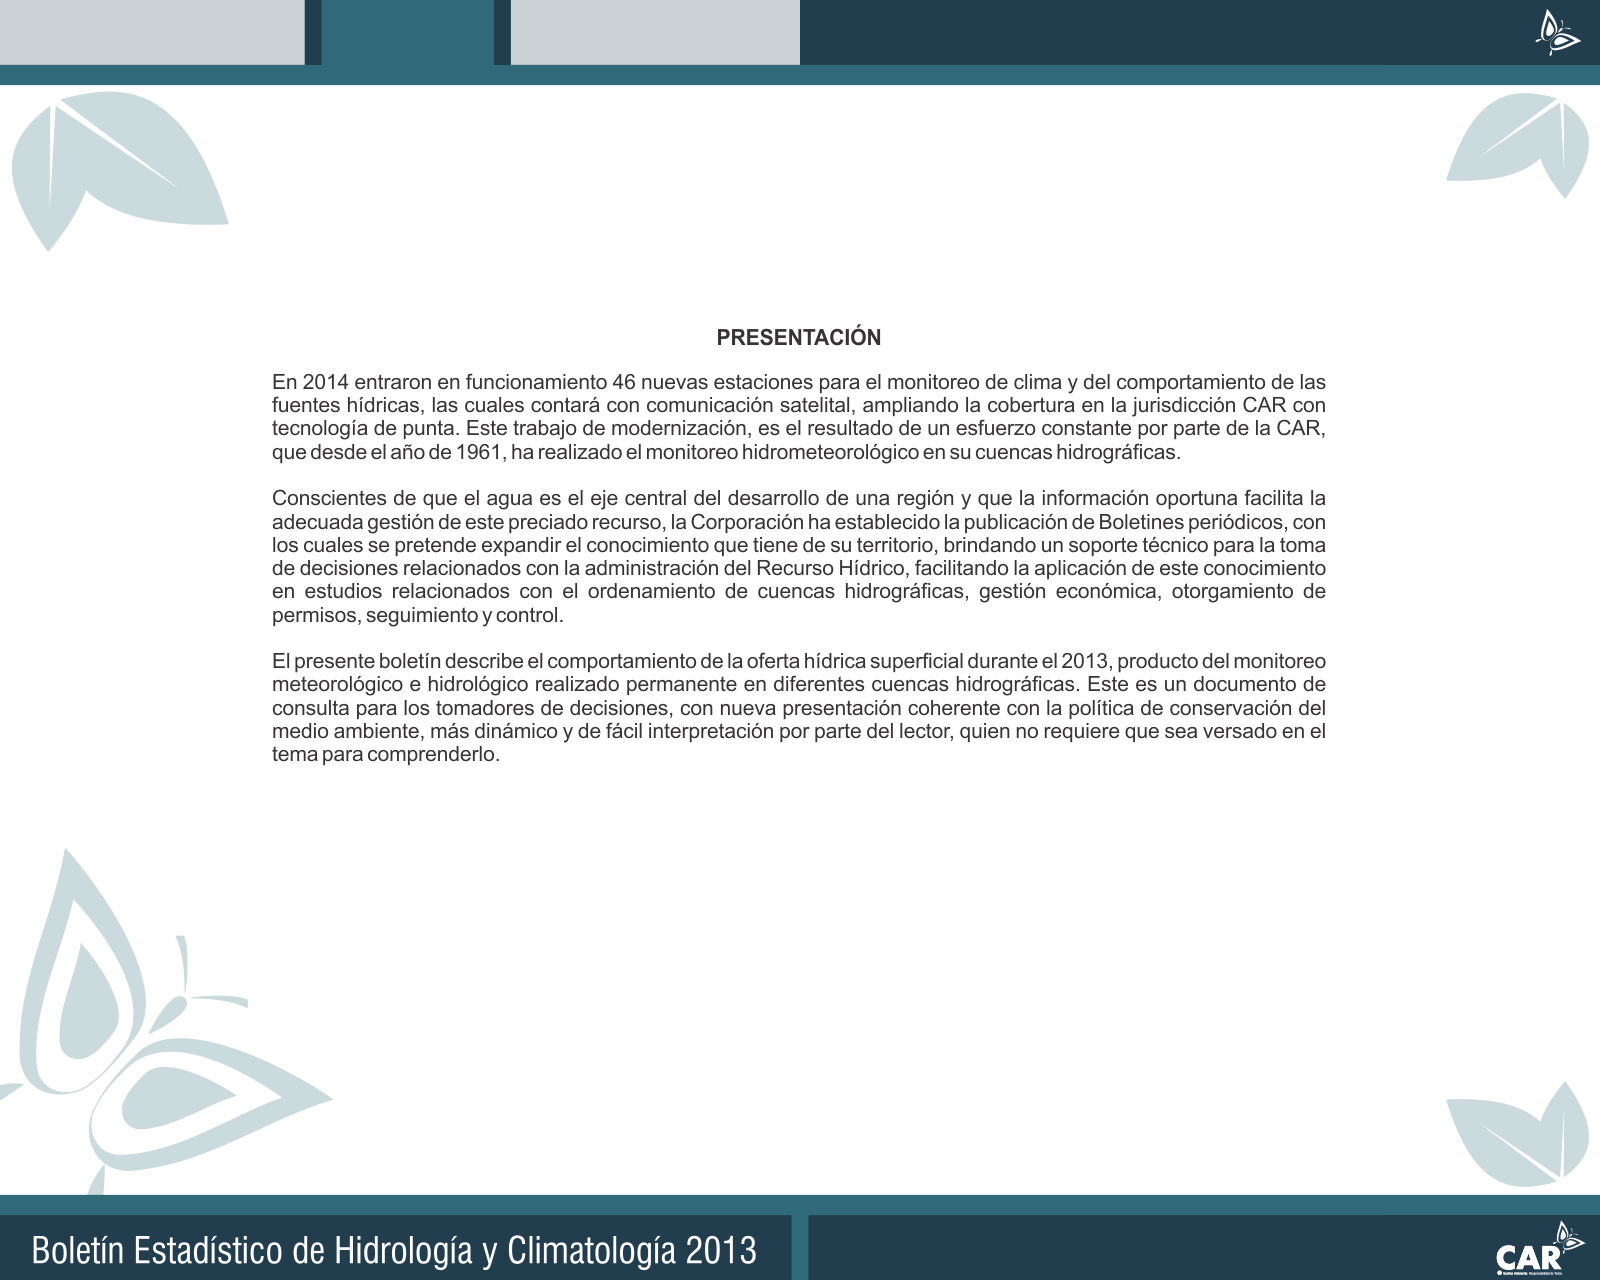 PRESENTACIÓN
En 2014 entraron en funcionamiento 46 nuevas estaciones para el monitoreo de clima y del comportamiento de las
fuentes hídricas, las cuales contará con comunicación satelital, ampliando la cobertura en la jurisdicción CAR con
tecnología de punta. Este trabajo de modernización, es el resultado de un esfuerzo constante por parte de la CAR,
que desde el año de 1961, ha realizado el monitoreo hidrometeorológico en su cuencas hidrográficas.
Conscientes de que el agua es el eje central del desarrollo de una región y que la información oportuna facilita la
adecuada gestión de este preciado recurso, la Corporación ha establecido la publicación de Boletines periódicos, con
los cuales se pretende expandir el conocimiento que tiene de su territorio, brindando un soporte técnico para la toma
de decisiones relacionados con la administración del Recurso Hídrico, facilitando la aplicación de este conocimiento
en estudios relacionados con el ordenamiento de cuencas hidrográficas, gestión económica, otorgamiento de
permisos, seguimiento y control.
El presente boletín describe el comportamiento de la oferta hídrica superficial durante el 2013, producto del monitoreo
meteorológico e hidrológico realizado permanente en diferentes cuencas hidrográficas. Este es un documento de
consulta para los tomadores de decisiones, con nueva presentación coherente con la política de conservación del
medio ambiente, más dinámico y de fácil interpretación por parte del lector, quien no requiere que sea versado en el
tema para comprenderlo.
Boletín Estadístico de Hidrología y Climatología 2013
CAR